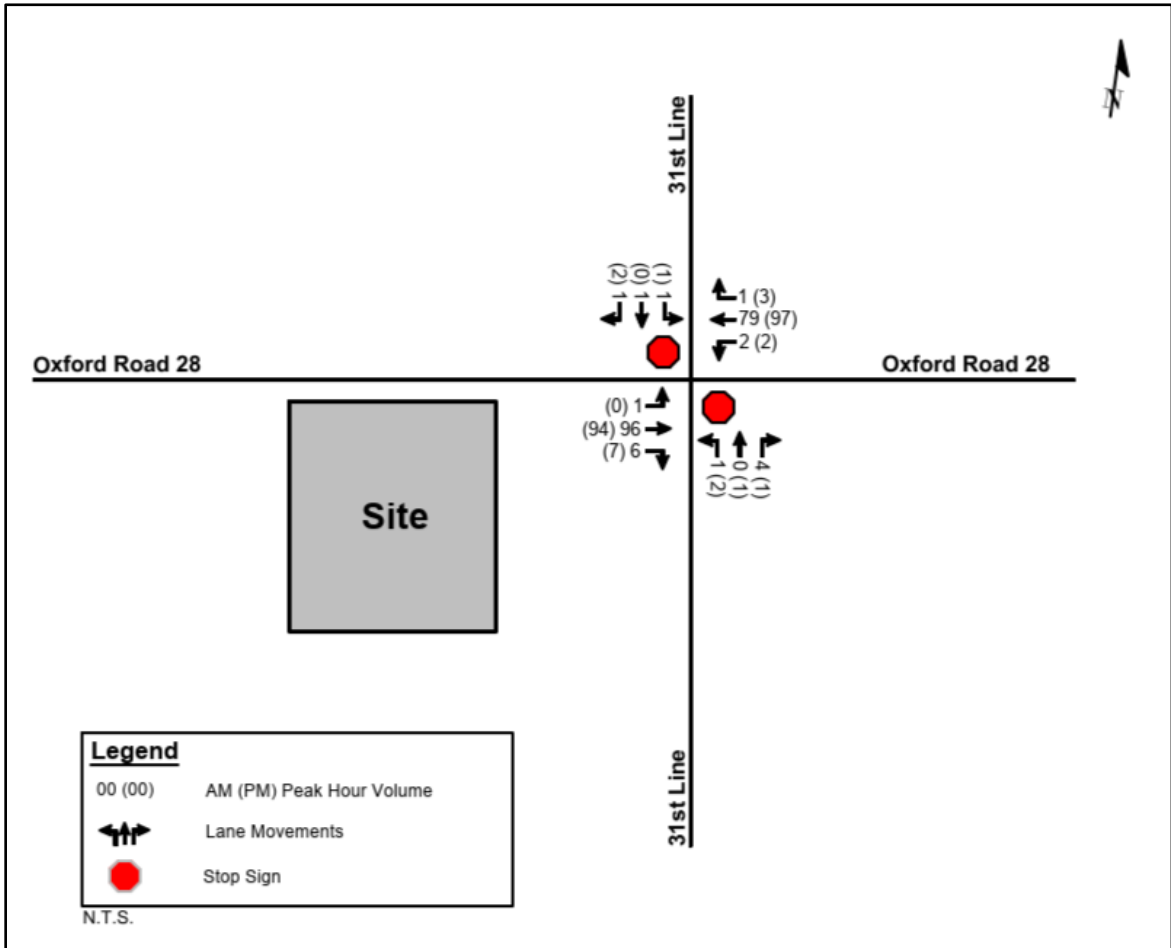 N
31st Line
(2) 1
(0) 1
(1) 1
1 (3)
79 (97)
2 (2)
Oxford Road 28
Oxford Road 28
(0) 1
(94) 96
(7) 6
1 (2)
0 (1)
4 (1)
Site
31st Line
Legend
00 (00) AM (PM) Peak Hour Volume
Lane Movements
Stop Sign
N.T.S.